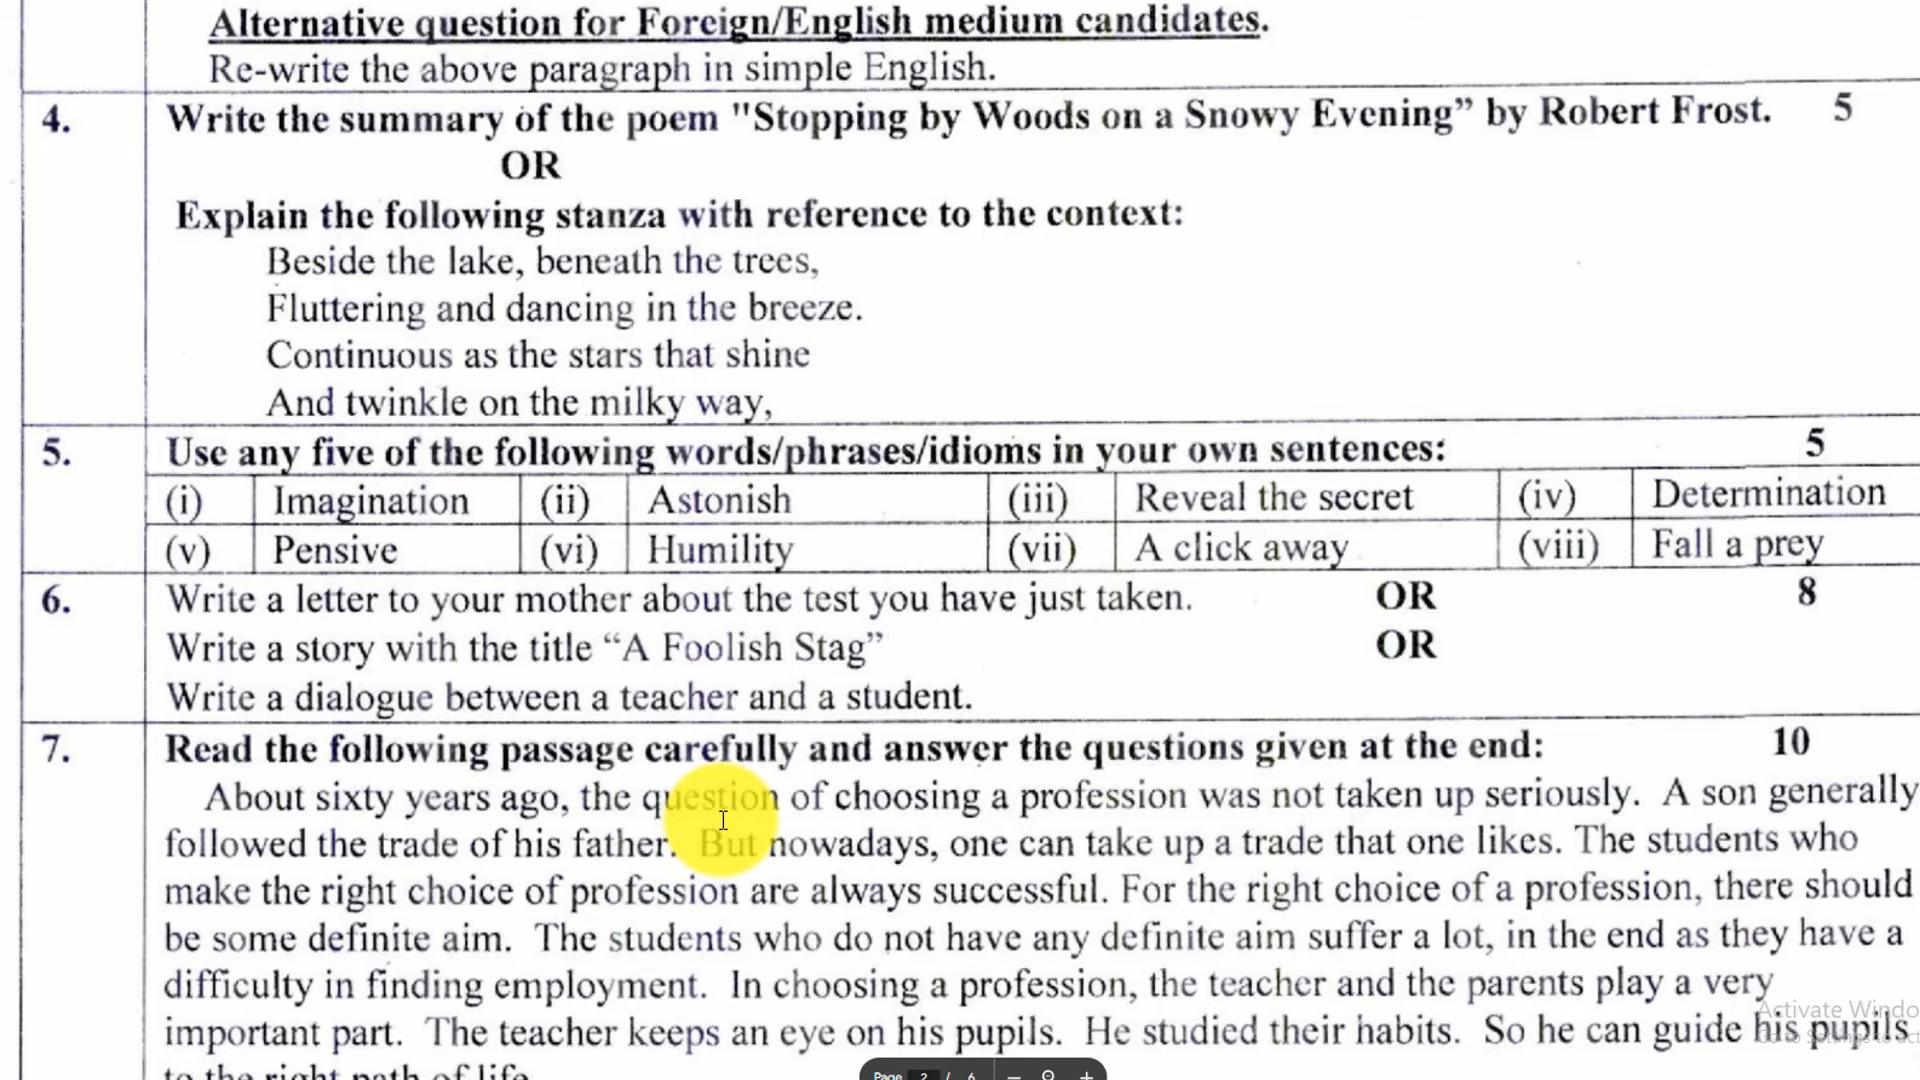 Alternative question for Foreign/English medium candidates.
Re-write the above paragraph in simple English.
4. Write the summary of the poem "Stopping by Woods on a Snowy Evening” by Robert Frost. 5
OR
Explain the following stanza with reference to the context:
Beside the lake, beneath the trees,
Fluttering and dancing in the breeze.
Continuous as the stars that shine
And twinkle on the milky way,
5. Use any five of the following words/phrases/idioms in your own sentences: 5
(i) Imagination (ii) Astonish (iii) Reveal the secret (iv) Determination
(v) Pensive (vi) Humility (vii) A click away (viii) Fall a prey
6. Write a letter to your mother about the test you have just taken. OR 8
Write a story with the title “A Foolish Stag” OR
Write a dialogue between a teacher and a student.
7. Read the following passage carefully and answer the questions given at the end: 10
About sixty years ago, the question of choosing a profession was not taken up seriously. A son generally
followed the trade of his father. But nowadays, one can take up a trade that one likes. The students who
make the right choice of profession are always successful. For the right choice of a profession, there should
be some definite aim. The students who do not have any definite aim suffer a lot, in the end as they have a
difficulty in finding employment. In choosing a profession, the teacher and the parents play a very
important part. The teacher keeps an eye on his pupils. He studied their habits. So he can guide his pupils
to the right path of life.
Activate Windo
Page 2 / 6